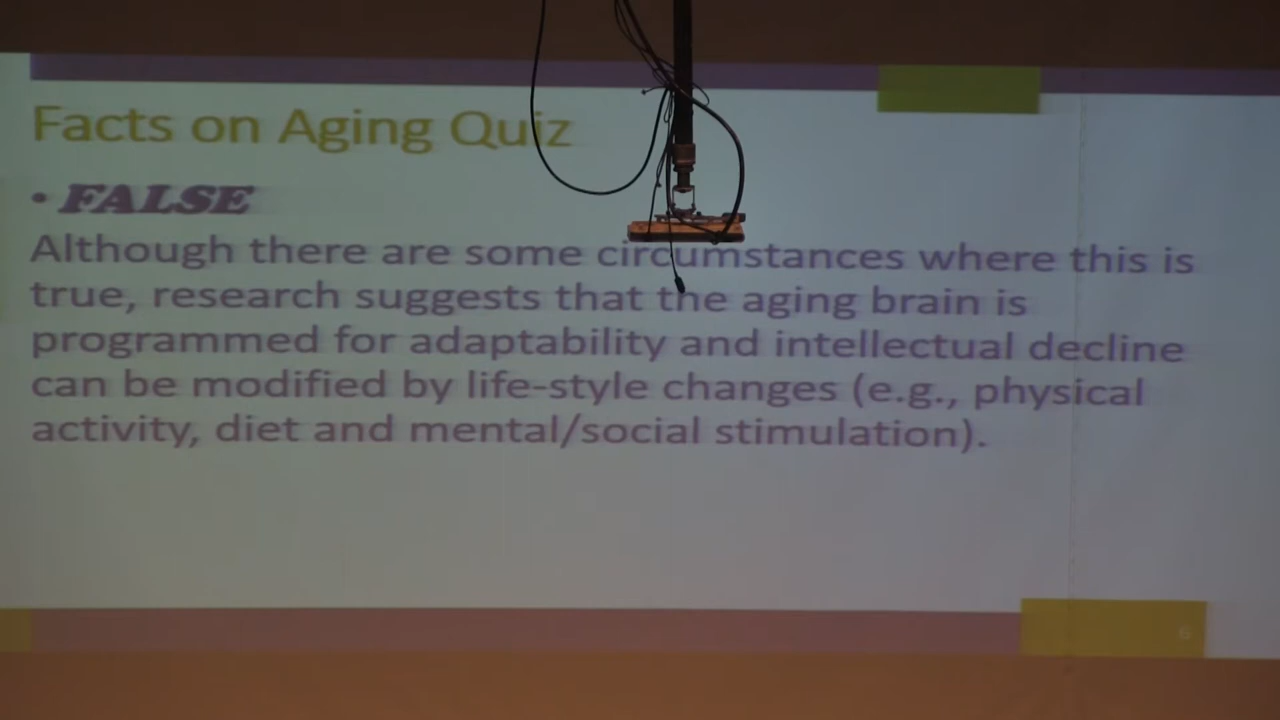 Facts on Aging Quiz
• FALSE
Although there are some circumstances where this is
true, research suggests that the aging brain is
programmed for adaptability and intellectual decline
can be modified by life-style changes (e.g., physical
activity, diet and mental/social stimulation).
6